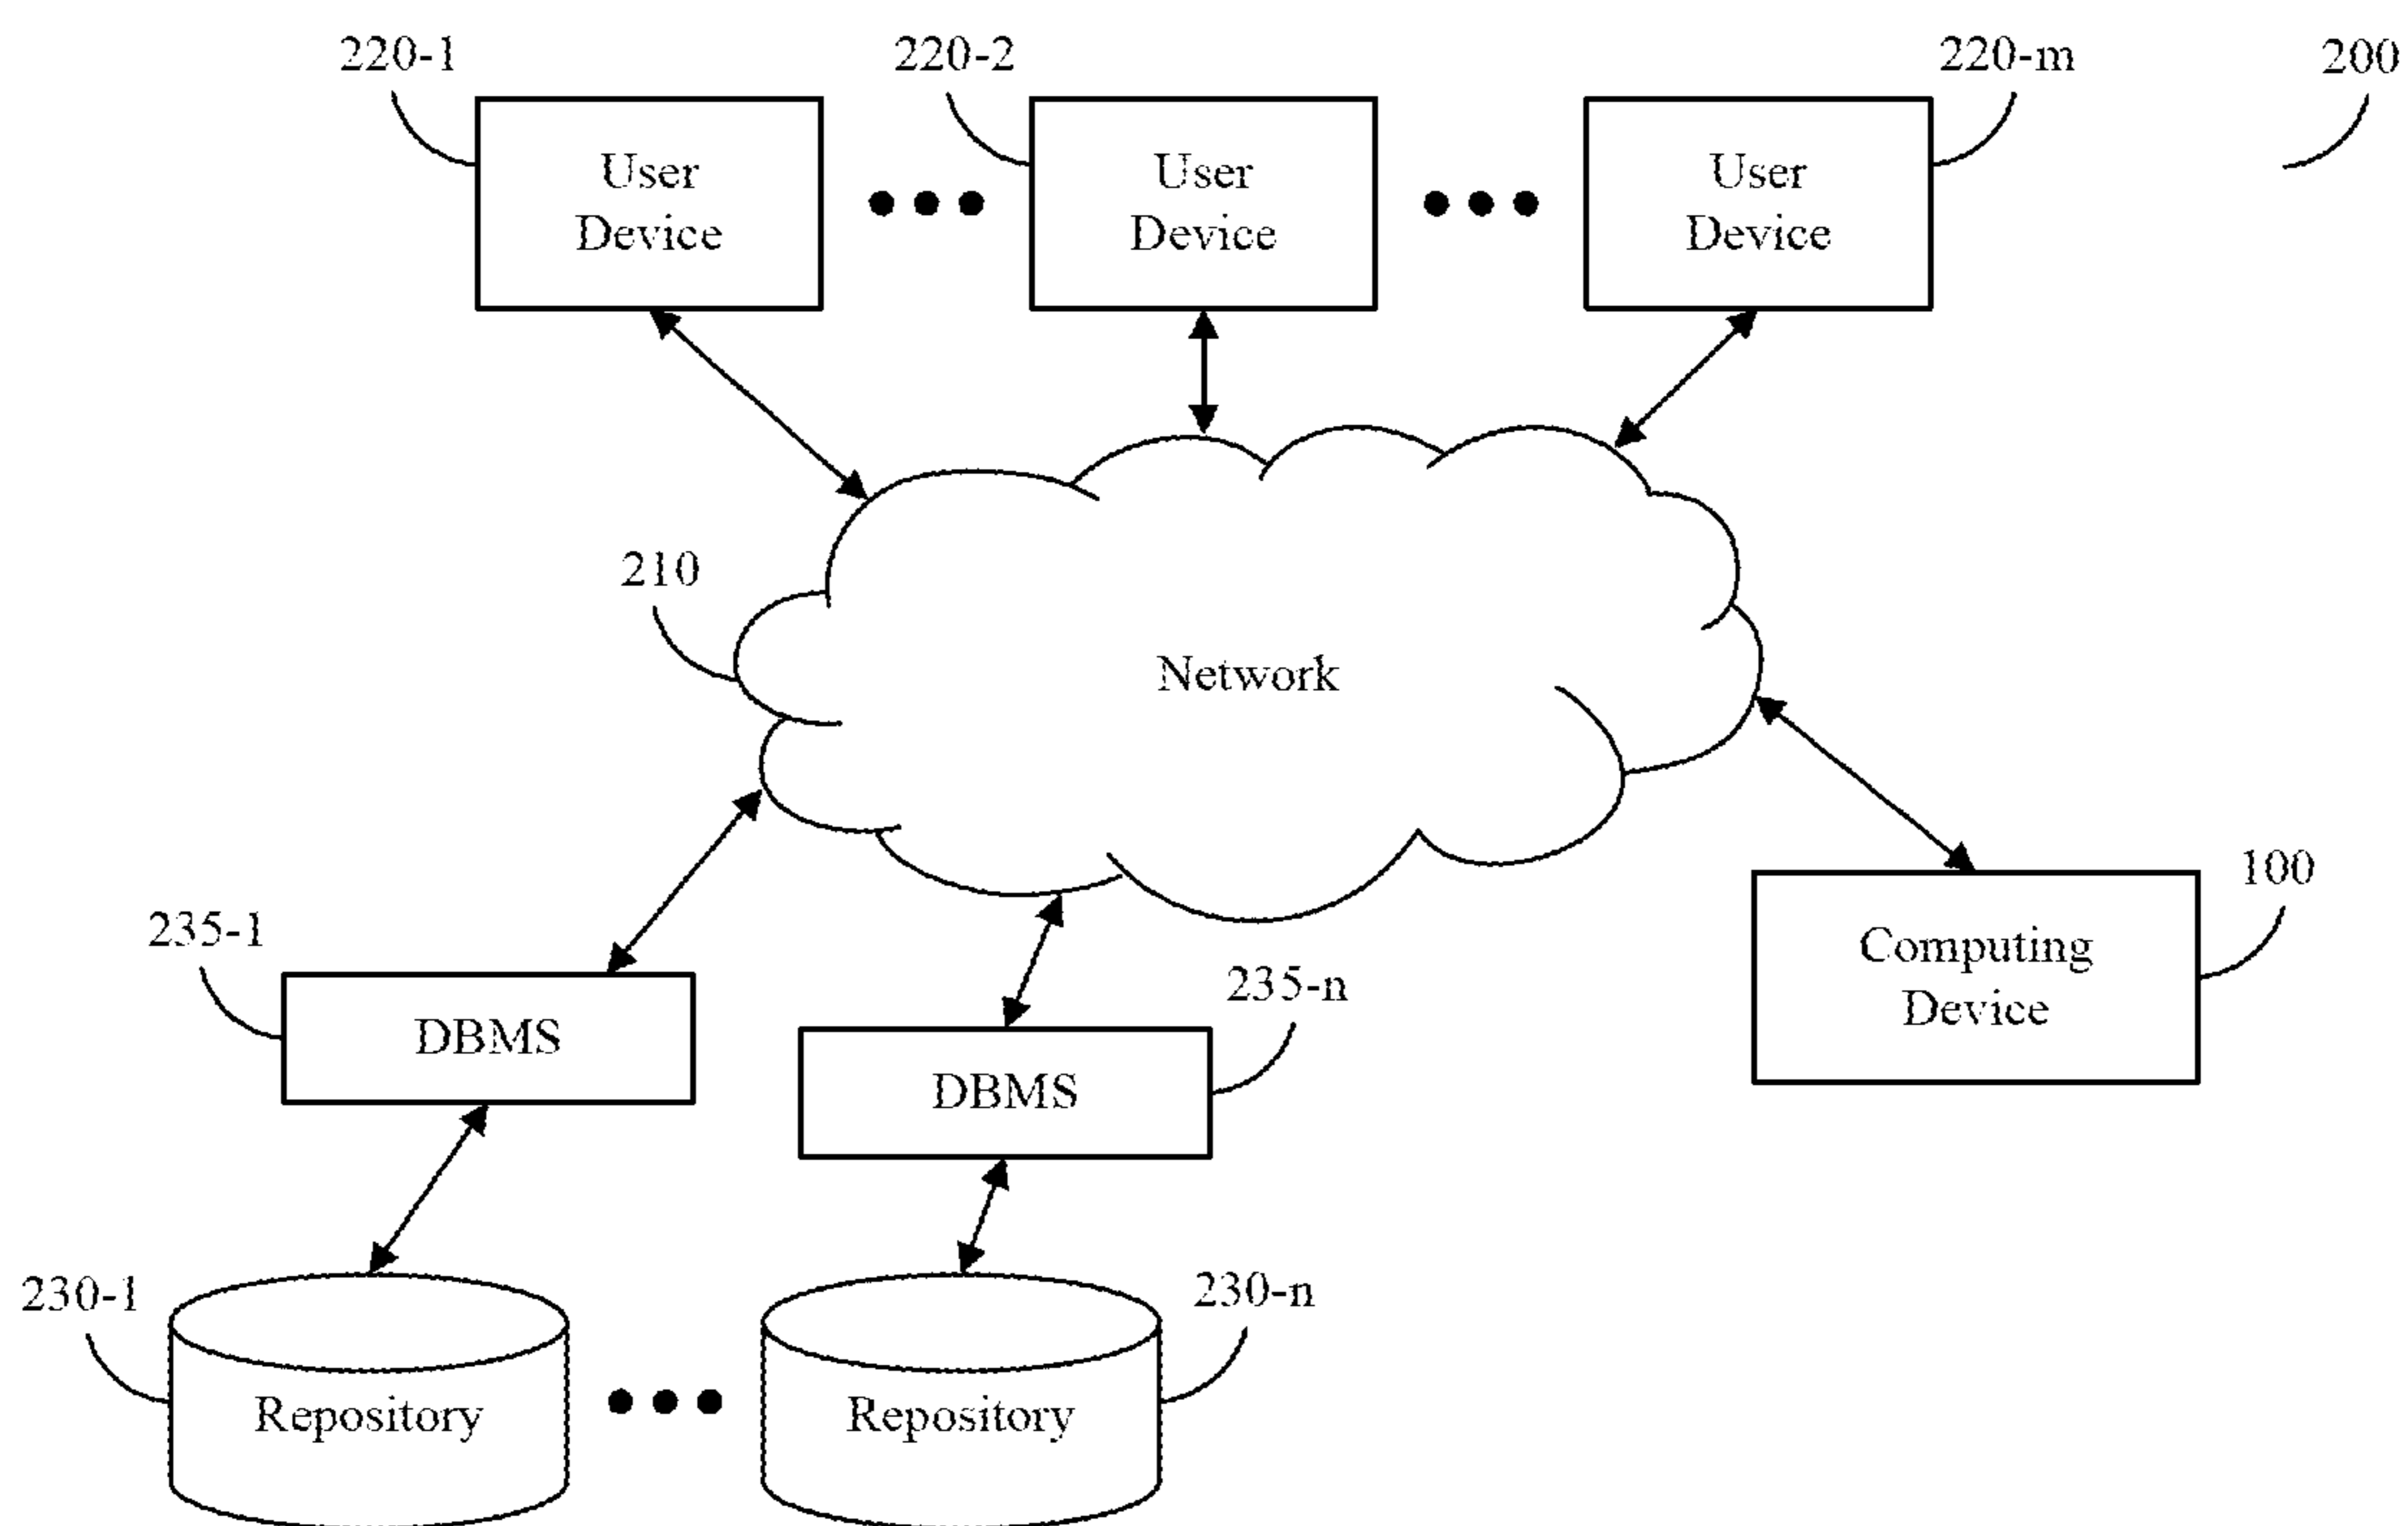 220-1
220-2
220-m
200
User
Device
User
Device
User
Device
210
Network
100
Computing
Device
235-1
DBMS
235-n
DBMS
230-1
Repository
230-n
Repository